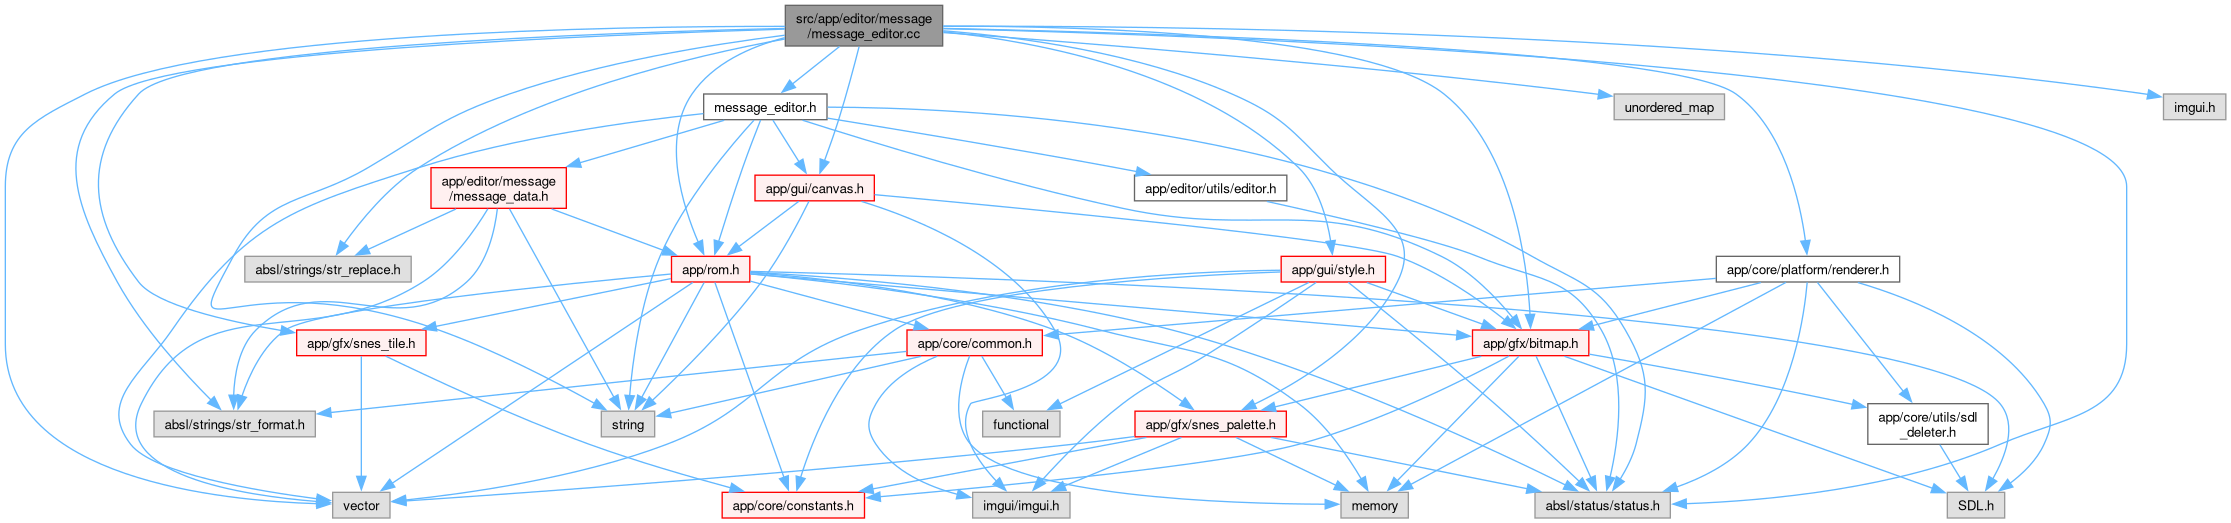 src/app/editor/message
/message_editor.cc
message_editor.h
unordered_map
imgui.h
app/editor/message
/message_data.h
app/gui/canvas.h
app/editor/utils/editor.h
absl/strings/str_replace.h
app/rom.h
app/gui/style.h
app/core/platform/renderer.h
app/gfx/snes_tile.h
app/core/common.h
app/gfx/bitmap.h
absl/strings/str_format.h
string
functional
app/gfx/snes_palette.h
app/core/utils/sdl
_deleter.h
vector
app/core/constants.h
imgui/imgui.h
memory
absl/status/status.h
SDL.h